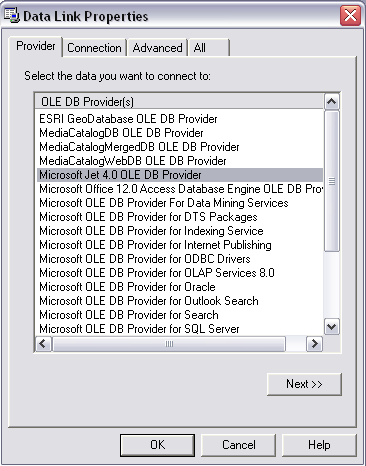 Data Link Properties
Provider Connection Advanced All
Select the data you want to connect to:
OLE DB Provider(s)
ESRI GeoDatabase OLE DB Provider
MediaCatalogDB OLE DB Provider
MediaCatalogMergedDB OLE DB Provider
MediaCatalogWebDB OLE DB Provider
Microsoft Jet 4.0 OLE DB Provider
Microsoft Office 12.0 Access Database Engine OLE DB Prov
Microsoft OLE DB Provider For Data Mining Services
Microsoft OLE DB Provider for DTS Packages
Microsoft OLE DB Provider for Indexing Service
Microsoft OLE DB Provider for Internet Publishing
Microsoft OLE DB Provider for ODBC Drivers
Microsoft OLE DB Provider for OLAP Services 8.0
Microsoft OLE DB Provider for Oracle
Microsoft OLE DB Provider for Outlook Search
Microsoft OLE DB Provider for Search
Microsoft OLE DB Provider for SQL Server
Next >>
OK Cancel Help